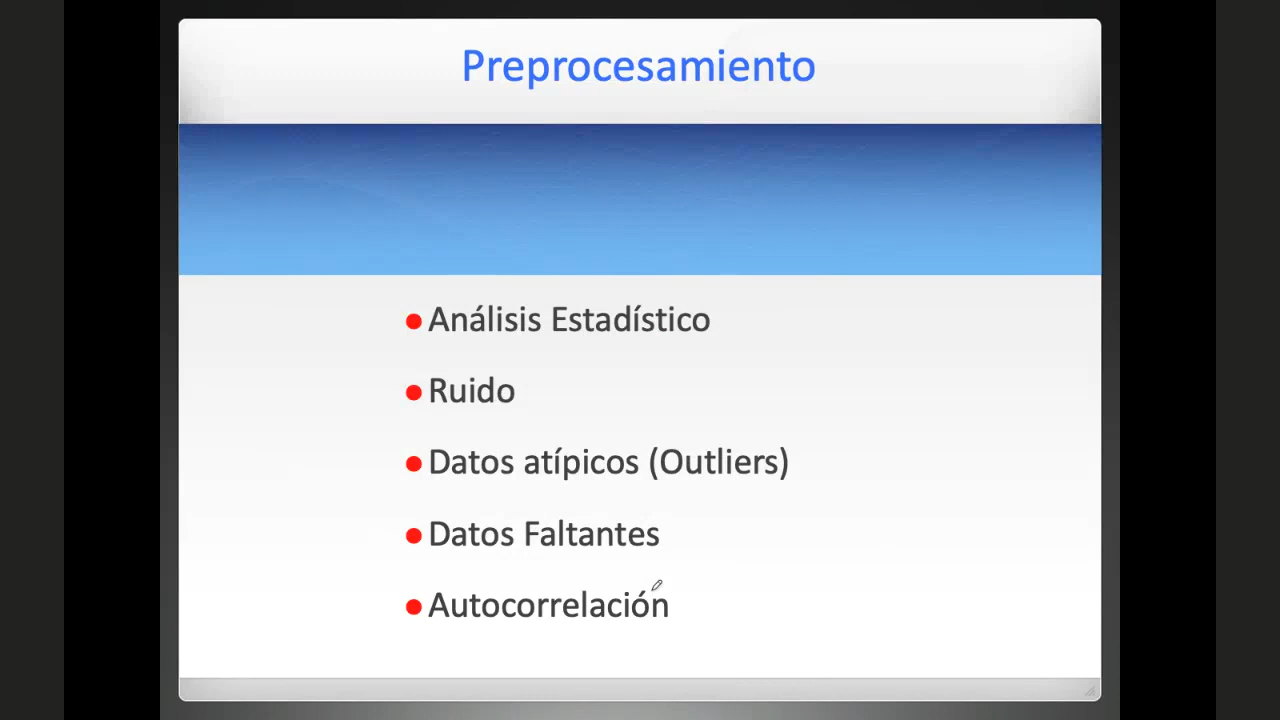 Preprocesamiento
Análisis Estadístico
Ruido
Datos atípicos (Outliers)
Datos Faltantes
Autocorrelación